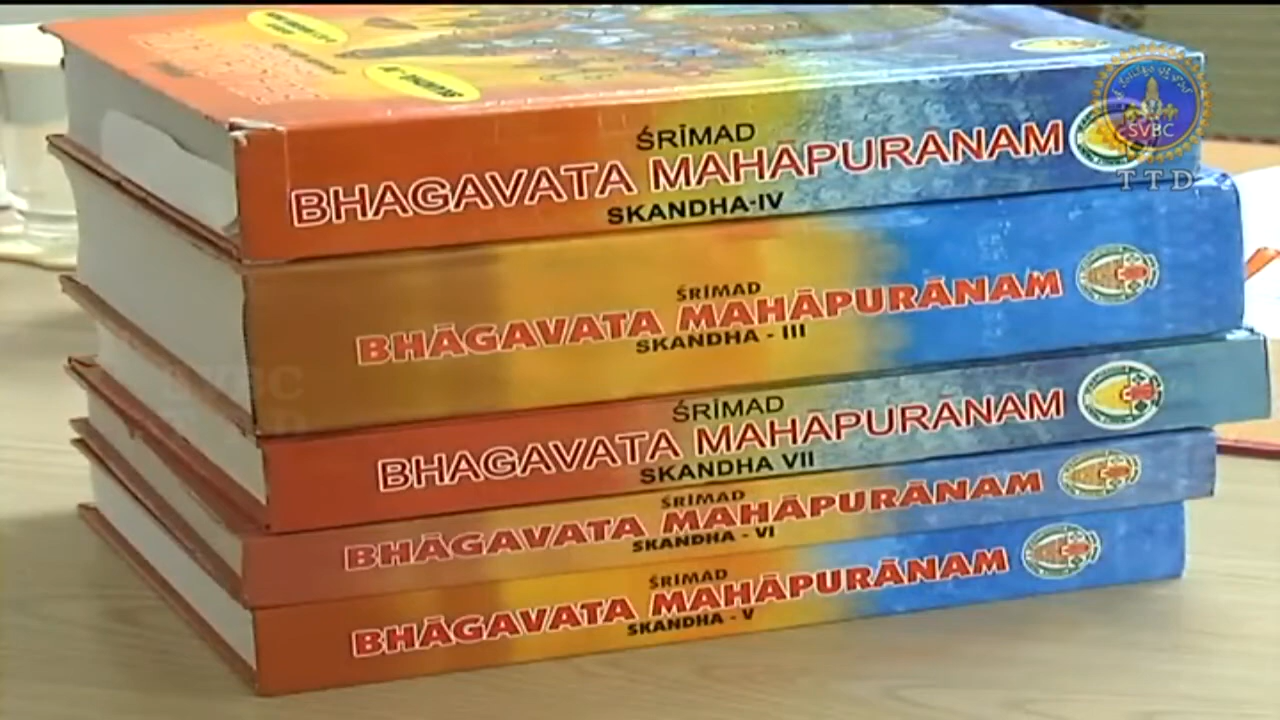 SVBC
TTD
ŚRĪMAD
BHAGAVATA MAHAPURANAM
SKANDHA-IV
ŚRĪMAD
BHĀGAVATA MAHĀPURĀNAM
SKANDHA - III
ŚRĪMAD
BHAGAVATA MAHAPURĀNAM
SKANDHA VII
ŚRĪMAD
BHĀGAVATA MAHĀPURĀNAM
SKANDHA - VI
ŚRĪMAD
BHĀGAVATA MAHĀPURĀNAM
SKANDHA - V